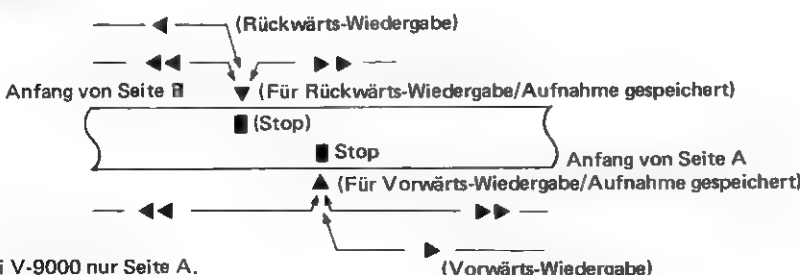 (Rückwärts-Wiedergabe)
Anfang von Seite B
(Für Rückwärts-Wiedergabe/Aufnahme gespeichert)
(Stop)
Stop
Anfang von Seite A
(Für Vorwärts-Wiedergabe/Aufnahme gespeichert)
i V-9000 nur Seite A.
(Vorwärts-Wiedergabe)